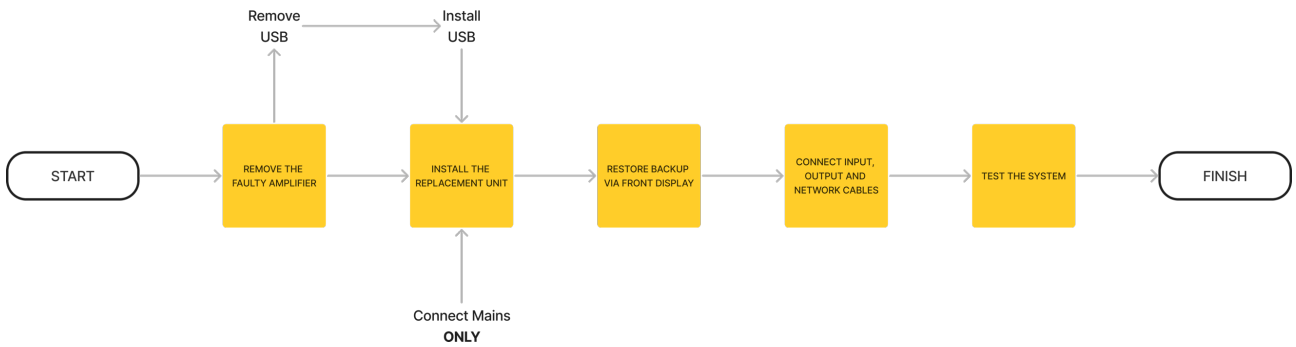 Remove
USB
Install
USB
START
REMOVE THE
FAULTY AMPLIFIER
INSTALL THE
REPLACEMENT UNIT
RESTORE BACKUP
VIA FRONT DISPLAY
CONNECT INPUT,
OUTPUT AND
NETWORK CABLES
TEST THE SYSTEM
FINISH
Connect Mains
ONLY